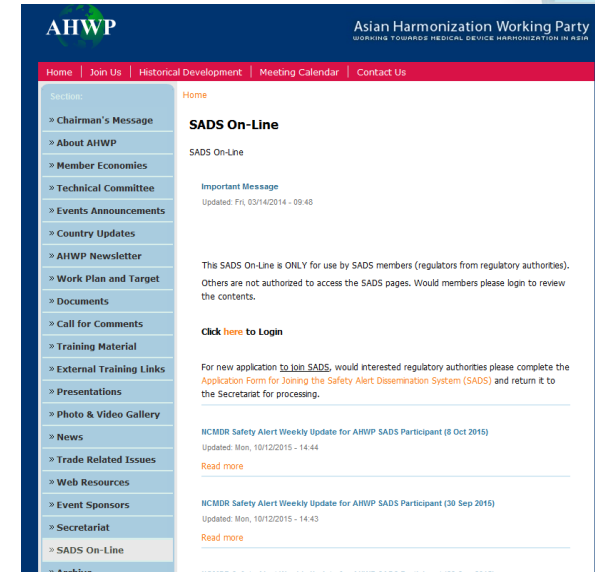 AHWP
Asian Harmonization Working Party
WORKING TOWARDS MEDICAL DEVICE HARMONIZATION IN ASIA
Home | Join Us | Historical Development | Meeting Calendar | Contact Us
Section:
» Chairman's Message
» About AHWP
» Member Economies
» Technical Committee
» Events Announcements
» Country Updates
» AHWP Newsletter
» Work Plan and Target
» Documents
» Call for Comments
» Training Material
» External Training Links
» Presentations
» Photo & Video Gallery
» News
» Trade Related Issues
» Web Resources
» Event Sponsors
» Secretariat
» SADS On-Line
» Archive
Home
SADS On-Line
SADS On-Line
Important Message
Updated: Fri, 03/14/2014 - 09:48
This SADS On-Line is ONLY for use by SADS members (regulators from regulatory authorities).
Others are not authorized to access the SADS pages. Would members please login to review
the contents.
Click here to Login
For new application to join SADS, would interested regulatory authorities please complete the
Application Form for Joining the Safety Alert Dissemination System (SADS) and return it to
the Secretariat for processing.
NCMDR Safety Alert Weekly Update for AHWP SADS Participant (8 Oct 2015)
Updated: Mon, 10/12/2015 - 14:44
Read more
NCMDR Safety Alert Weekly Update for AHWP SADS Participant (30 Sep 2015)
Updated: Mon, 10/12/2015 - 14:43
Read more